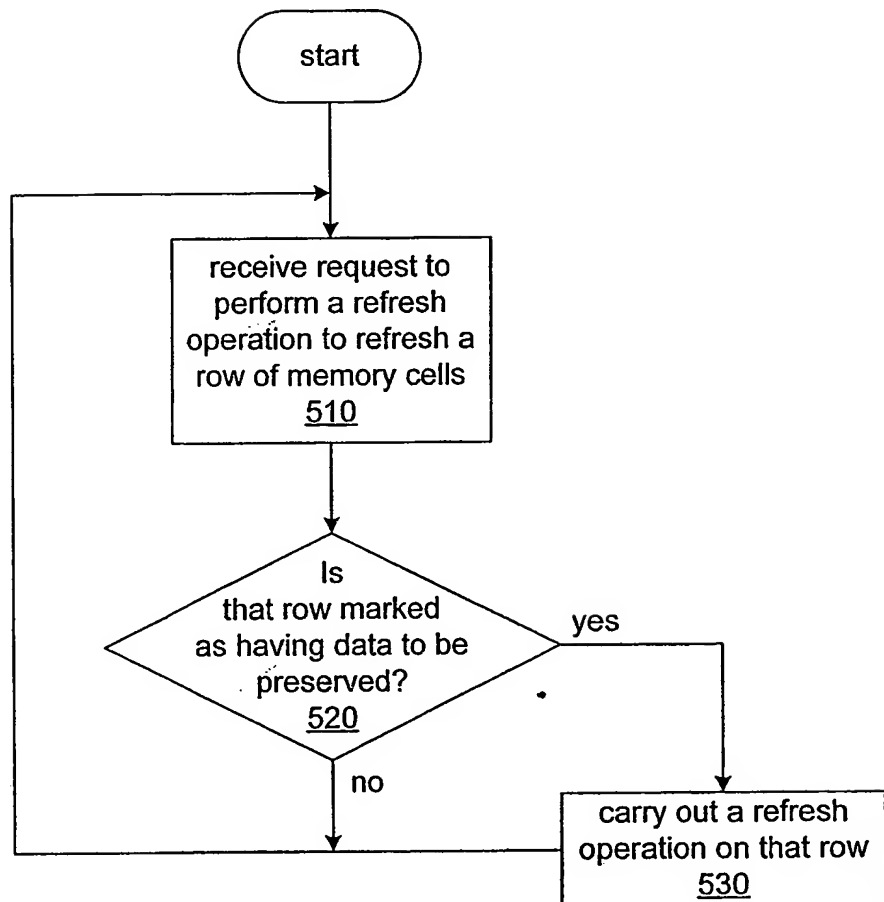 start
receive request to
perform a refresh
operation to refresh a
row of memory cells
510
Is
that row marked
as having data to be
preserved?
520
yes
no
carry out a refresh
operation on that row
530